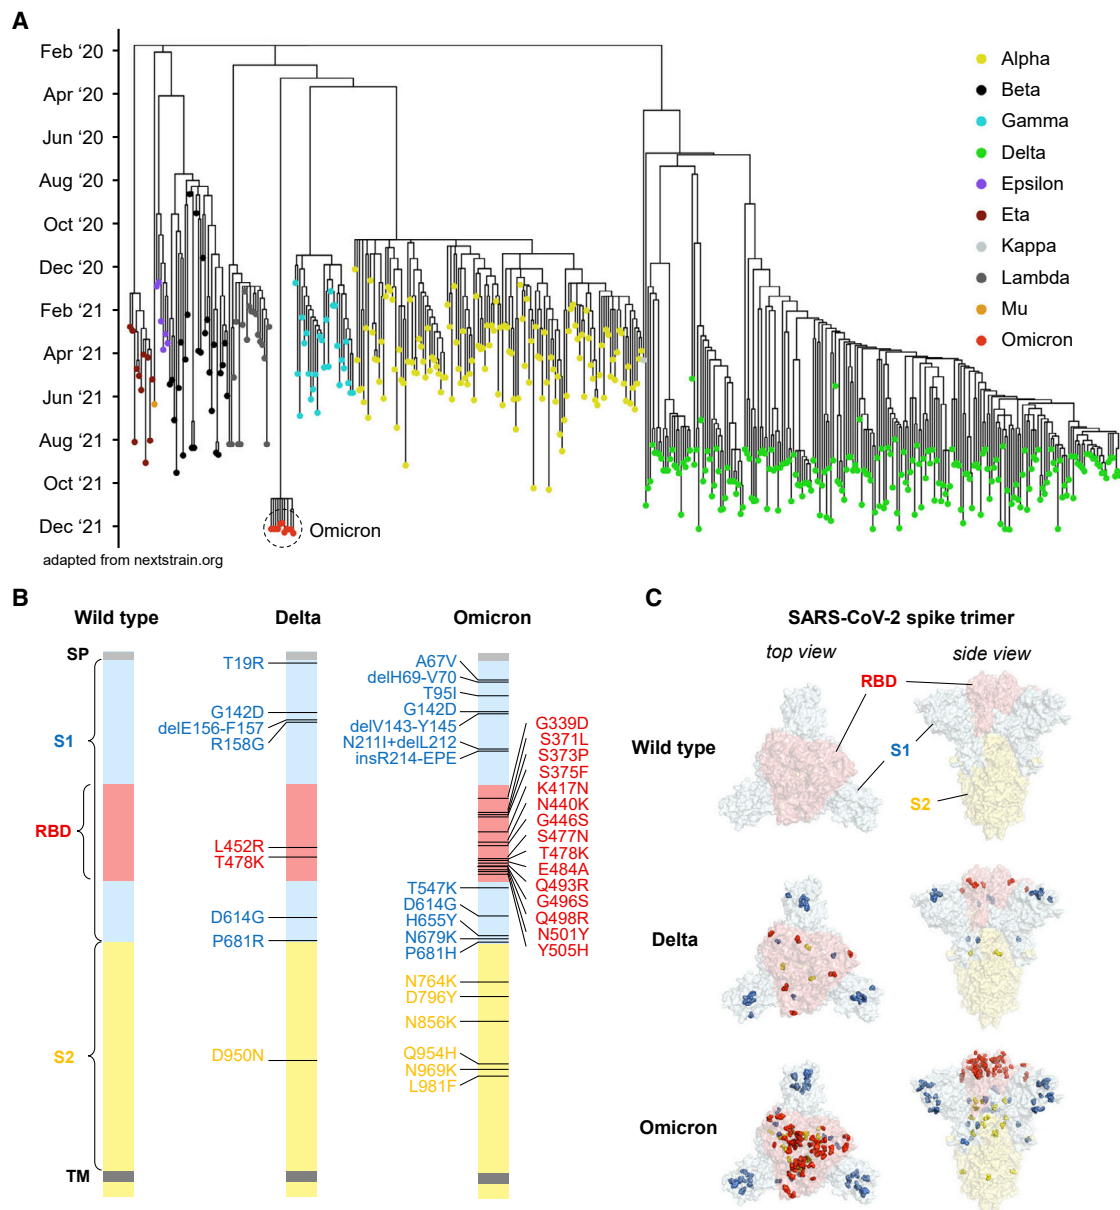 A
Feb ‘20
Apr ‘20
Jun ‘20
Aug ‘20
Oct ‘20
Dec ‘20
Feb ‘21
Apr ‘21
Jun ‘21
Aug ‘21
Oct ‘21
Dec ‘21
Alpha
Beta
Gamma
Delta
Epsilon
Eta
Kappa
Lambda
Mu
Omicron
Omicron
adapted from nextstrain.org
B
Wild type
SP
S1
RBD
S2
TM
Delta
T19R
G142D
delE156-F157
R158G
L452R
T478K
D614G
P681R
D950N
Omicron
A67V
delH69-V70
T95I
G142D
delV143-Y145
N211I+delL212
insR214-EPE
G339D
S371L
S373P
S375F
K417N
N440K
G446S
S477N
T478K
E484A
Q493R
G496S
Q498R
N501Y
Y505H
T547K
D614G
H655Y
N679K
P681H
N764K
D796Y
N856K
Q954H
N969K
L981F
C
SARS-CoV-2 spike trimer
top view
side view
RBD
Wild type
S1
S2
Delta
Omicron